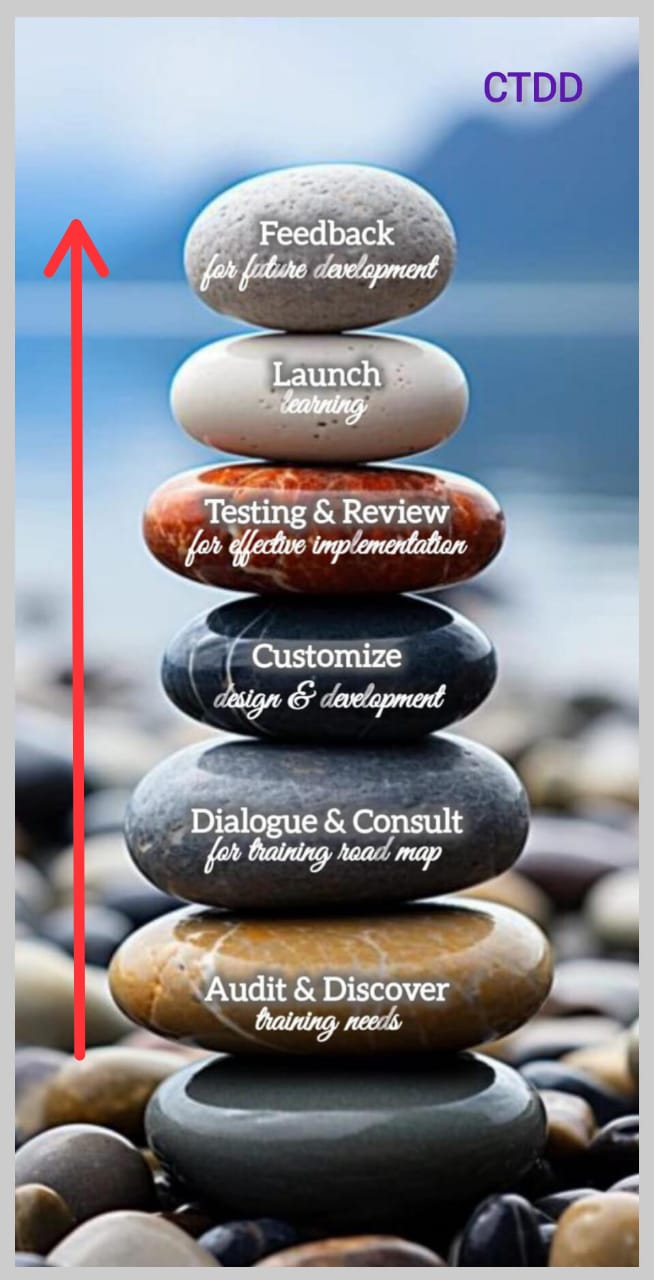 CTDD
Feedback
for future development
Launch
learning
Testing & Review
for effective implementation
Customize
design & development
Dialogue & Consult
for training road map
Audit & Discover
training needs